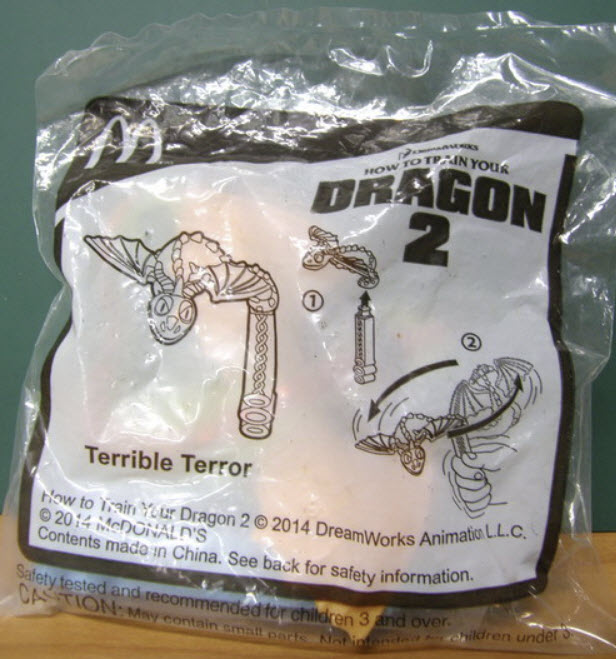 DREAMWORKS
HOW TO TRAIN YOUR
DRAGON
2
1
2
Terrible Terror
How to Train Your Dragon 2 © 2014 DreamWorks Animation L.L.C.
© 2014 McDONALD'S
Contents made in China. See back for safety information.
Safety tested and recommended for children 3 and over.
CAUTION: May contain small parts. Not intended for children under 3